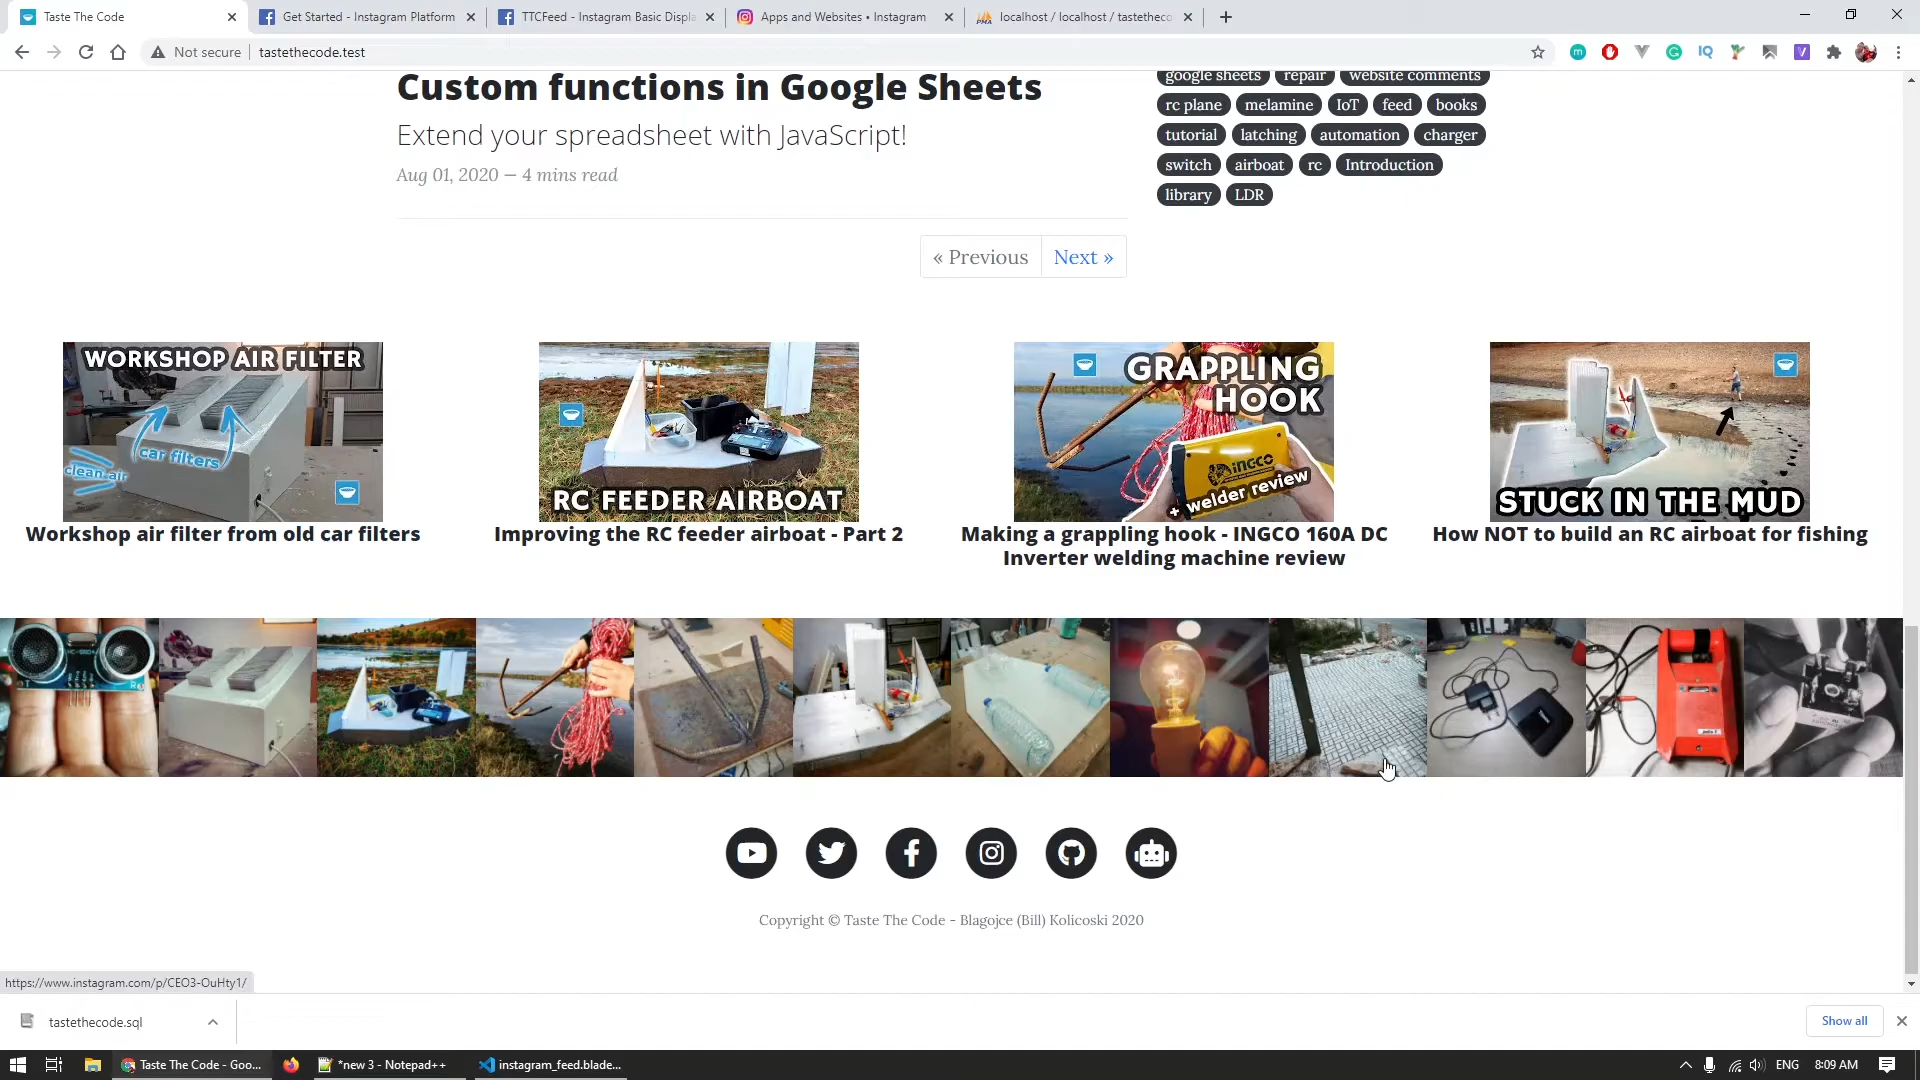 Taste The Code
Get Started - Instagram Platform
TTCFeed - Instagram Basic Displa
Apps and Websites • Instagram
localhost / localhost / tastetheco
Not secure
tastethecode.test
Custom functions in Google Sheets
Extend your spreadsheet with JavaScript!
Aug 01, 2020 — 4 mins read
google sheets repair website comments
rc plane melamine IoT feed books
tutorial latching automation charger
switch airboat rc Introduction
library LDR
« Previous Next »
WORKSHOP AIR FILTER
car filters
clean air
Workshop air filter from old car filters
RC FEEDER AIRBOAT
Improving the RC feeder airboat - Part 2
GRAPPLING
HOOK
INGCO
+ welder review
Making a grappling hook - INGCO 160A DC
Inverter welding machine review
STUCK IN THE MUD
How NOT to build an RC airboat for fishing
Copyright © Taste The Code - Blagojce (Bill) Kolicoski 2020
https://www.instagram.com/p/CEO3-OuHty1/
tastethecode.sql
Show all
Taste The Code - Goo...
*new 3 - Notepad++
instagram_feed.blade...
ENG
8:09 AM